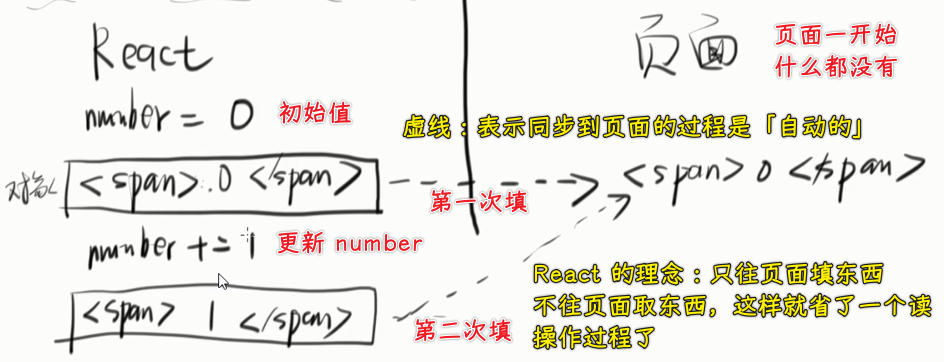 React
页面
页面一开始
什么都没有
number = 0
初始值
虚线：表示同步到页面的过程是「自动的」
对象
<span> 0 </span>
第一次填
<span> 0 </span>
number += 1
更新 number
<span> 1 </span>
第二次填
React 的理念：只往页面填东西
不往页面取东西，这样就省了一个读
操作过程了